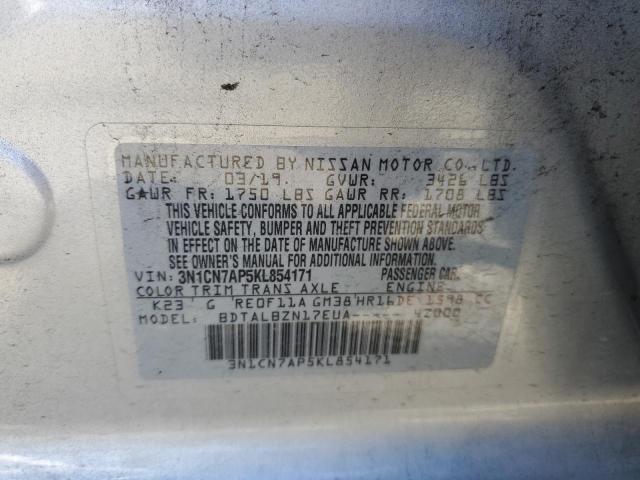 MANUFACTURED BY NISSAN MOTOR CO., LTD.
DATE: 03/19. GVWR: 3426 LBS
GAWR FR: 1750 LBS GAWR RR: 1708 LBS
THIS VEHICLE CONFORMS TO ALL APPLICABLE FEDERAL MOTOR
VEHICLE SAFETY, BUMPER AND THEFT PREVENTION STANDARDS
IN EFFECT ON THE DATE OF MANUFACTURE SHOWN ABOVE.
SEE OWNER'S MANUAL FOR ADDITIONAL INFORMATION.
VIN: 3N1CN7AP5KL854171 PASSENGER CAR.
COLOR TRIM TRANS AXLE ENGINE
K23 G RE0F11A GM38 HR16DE 1598 CC
MODEL: BDTALBZN17EUA----- 4Z000
3N1CN7AP5KL854171